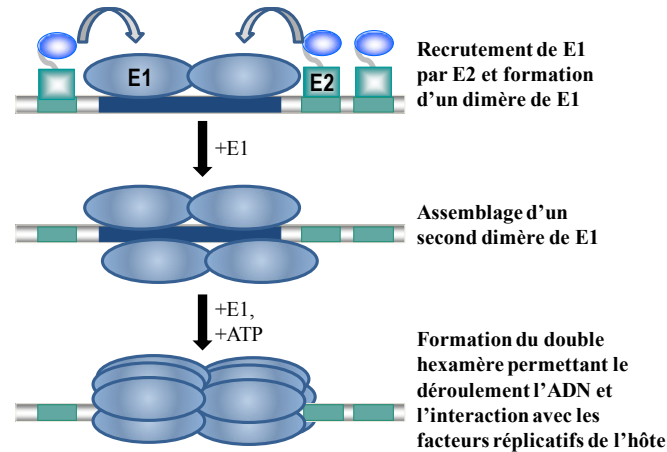 E1
E2
Recrutement de E1
par E2 et formation
d'un dimère de E1
+E1
Assemblage d'un
second dimère de E1
+E1,
+ATP
Formation du double
hexamère permettant le
déroulement l'ADN et
l'interaction avec les
facteurs réplicatifs de l'hôte